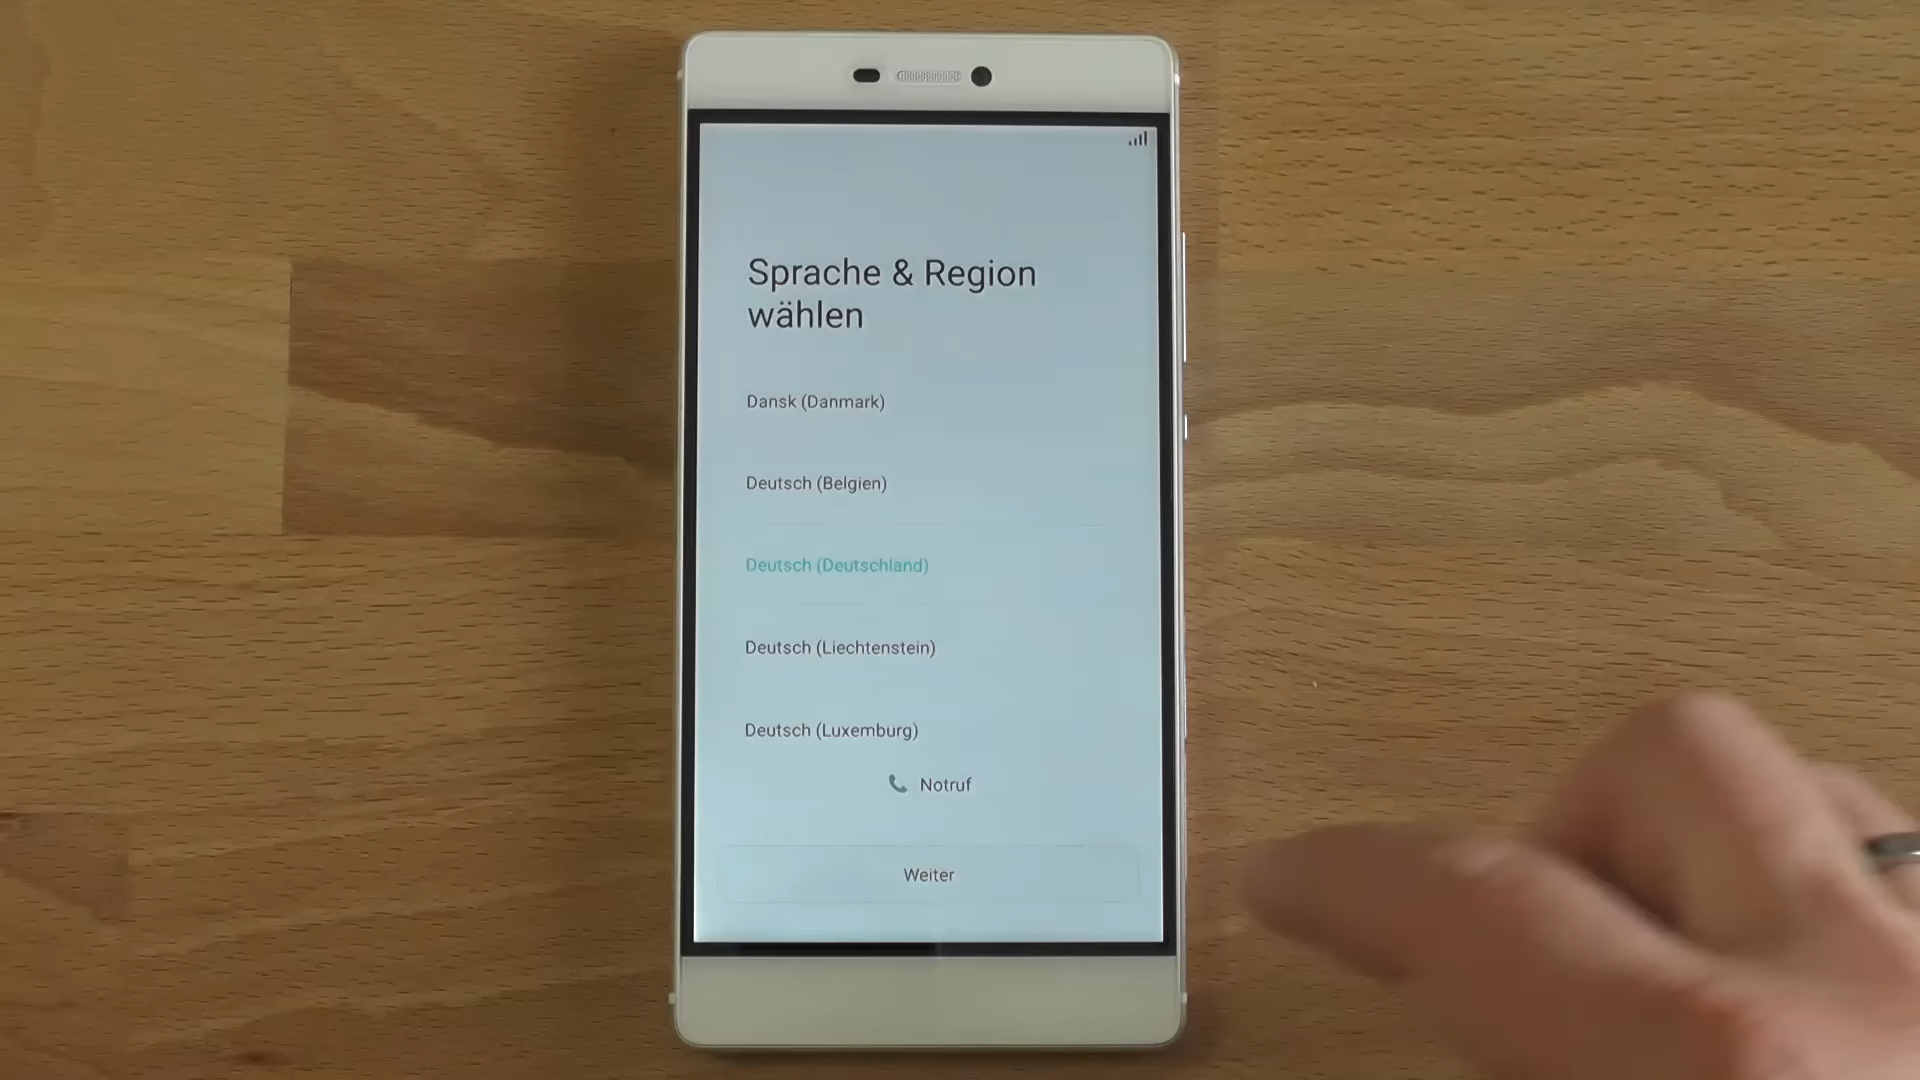 Sprache & Region
wählen
Dansk (Danmark)
Deutsch (Belgien)
Deutsch (Deutschland)
Deutsch (Liechtenstein)
Deutsch (Luxemburg)
Notruf
Weiter